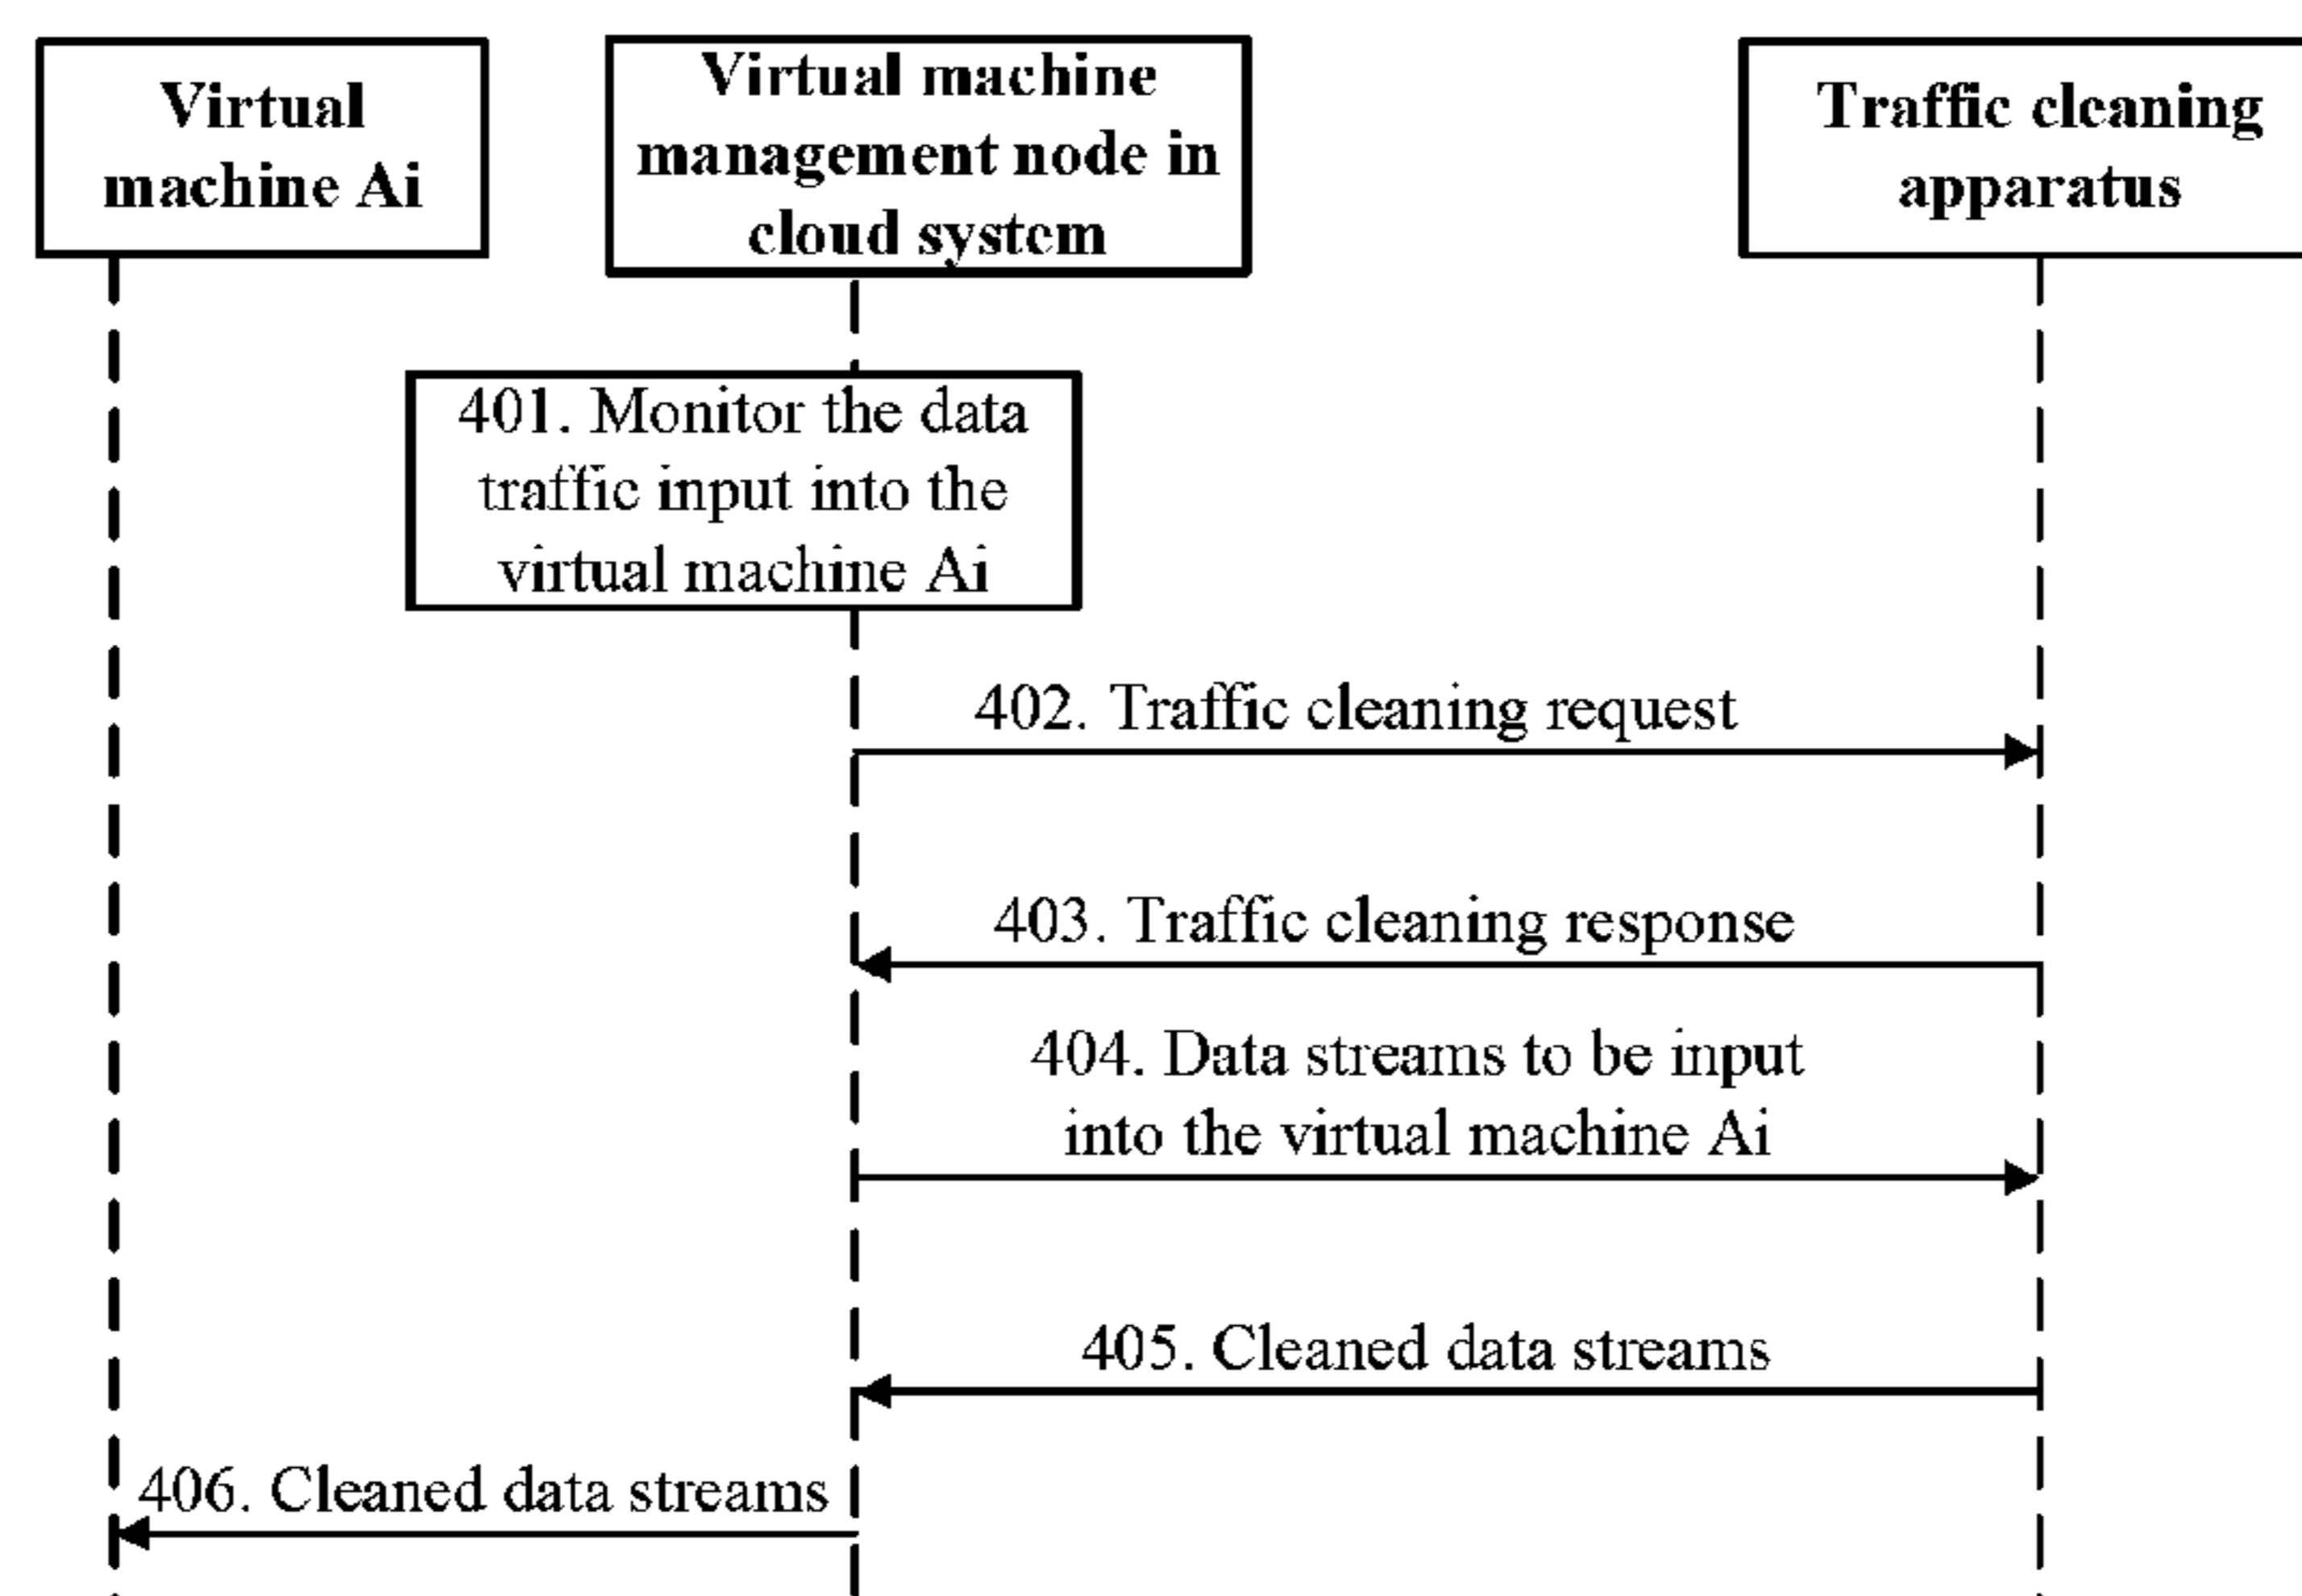 Virtual
machine Ai
Virtual machine
management node in
cloud system
Traffic cleaning
apparatus
401. Monitor the data
traffic input into the
virtual machine Ai
402. Traffic cleaning request
403. Traffic cleaning response
404. Data streams to be input
into the virtual machine Ai
405. Cleaned data streams
406. Cleaned data streams